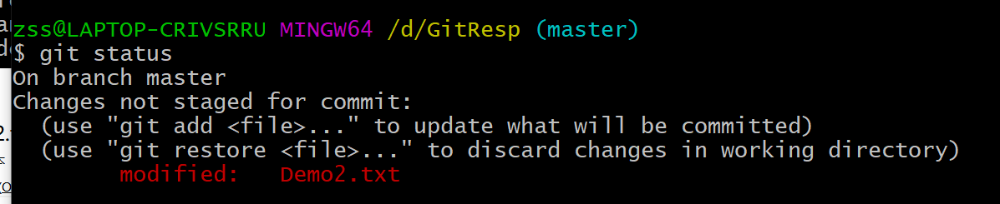 zss@LAPTOP-CRIVSRRU MINGW64 /d/GitResp (master)
$ git status
On branch master
Changes not staged for commit:
  (use "git add <file>..." to update what will be committed)
  (use "git restore <file>..." to discard changes in working directory)
        modified:   Demo2.txt